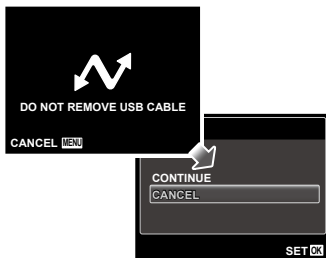 DO NOT REMOVE USB CABLE
CANCEL MENU
CONTINUE
CANCEL
SET OK